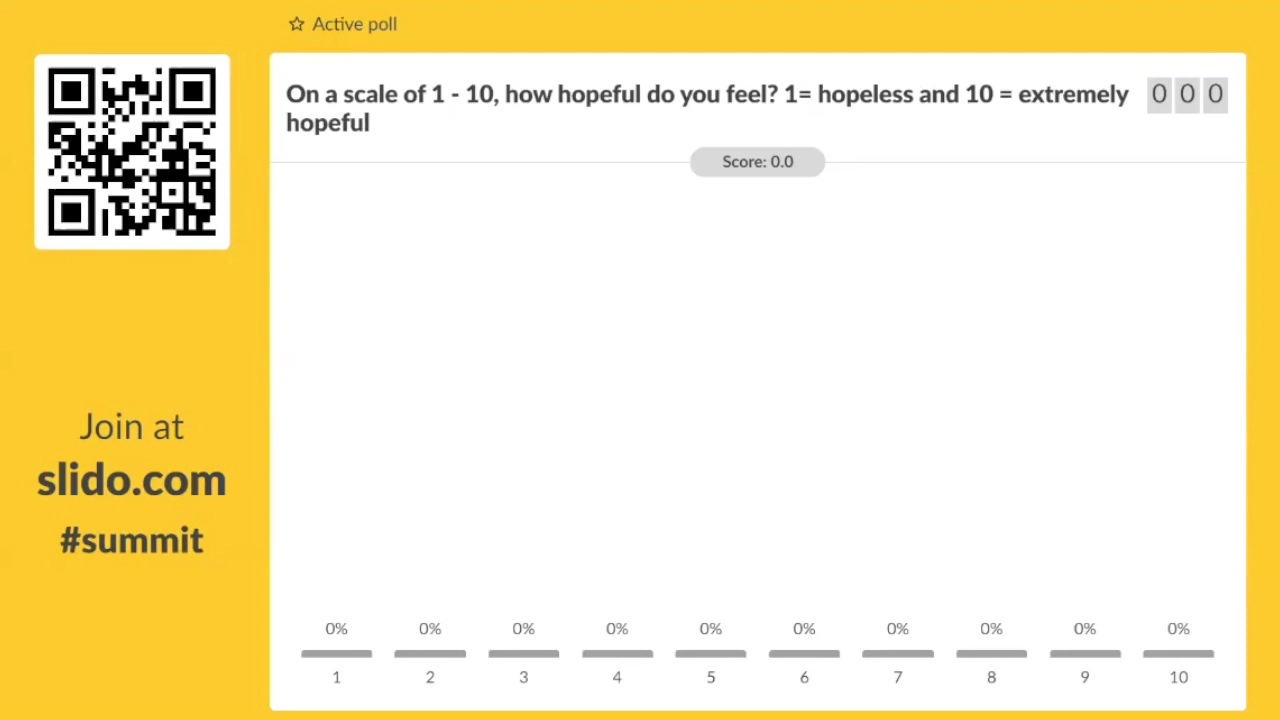 ☆ Active poll
On a scale of 1 - 10, how hopeful do you feel? 1= hopeless and 10 = extremely
hopeful
0 0 0
Score: 0.0
Join at
slido.com
#summit
0% 0% 0% 0% 0% 0% 0% 0% 0% 0%
1 2 3 4 5 6 7 8 9 10